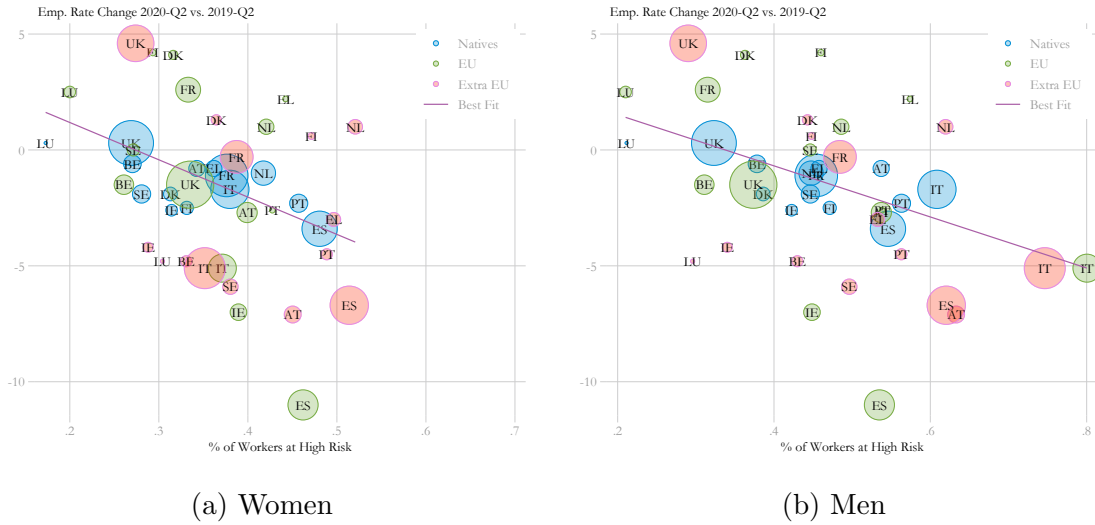 Emp. Rate Change 2020-Q2 vs. 2019-Q2
5
0
-5
-10
.2
.3
.4
.5
.6
.7
% of Workers at High Risk
Natives
EU
Extra EU
Best Fit
UK
FI
DK
LU
FR
EL
DK
NL
NL
FI
LU
UK
SE
BE
FR
AT
EL
FR
NL
BE
UK
IT
SE
DK
PT
IE
FI
AT
PT
EL
ES
IE
PT
LU
BE
IT
IT
SE
ES
IE
AT
ES
(a) Women
Emp. Rate Change 2020-Q2 vs. 2019-Q2
.2
.4
.6
.8
% of Workers at High Risk
Natives
EU
Extra EU
Best Fit
UK
FI
DK
LU
FR
EL
DK
NL
NL
FI
LU
UK
SE
FR
BE
EL
AT
NL
BE
UK
IT
DK
SE
IE
FI
PT
PT
EL
ES
IE
PT
LU
BE
IT
IT
SE
ES
IE
AT
ES
(b) Men